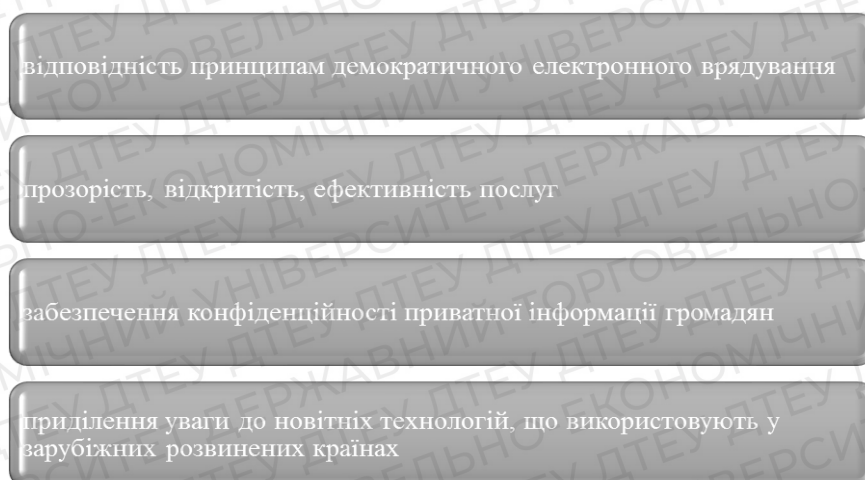 відповідність принципам демократичного електронного врядування
прозорість, відкритість, ефективність послуг
забезпечення конфіденційності приватної інформації громадян
приділення уваги до новітніх технологій, що використовують у
зарубіжних розвинених країнах